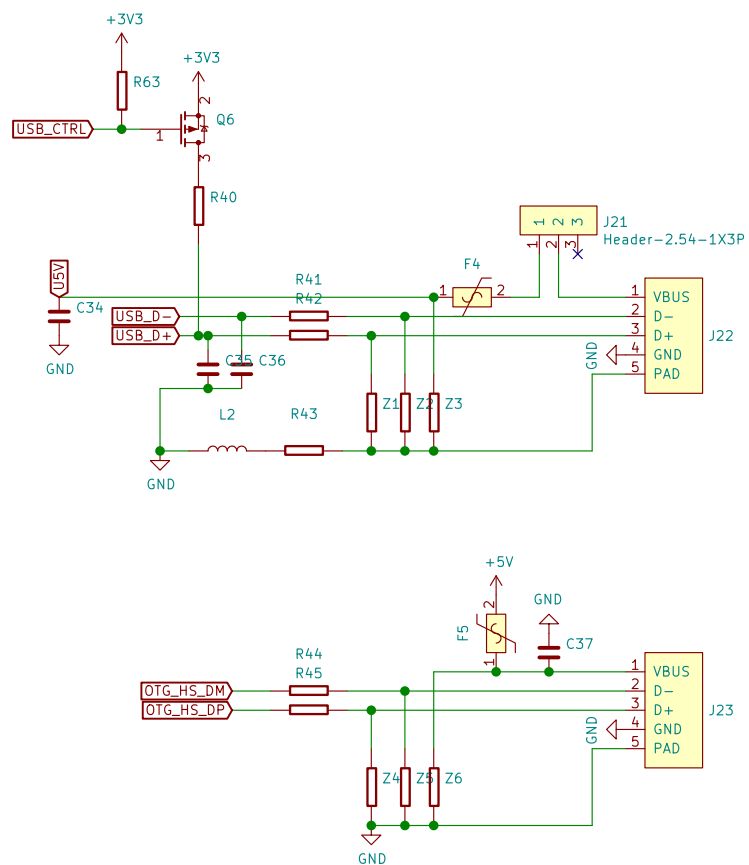 +3V3
+3V3
R63
2
Q6
USB_CTRL
1
3
R40
1 2 3
J21
Header-2.54-1X3P
1 2 3
F4
U5V
R41
1 2
1 VBUS
C34
R42
USB_D-
2 D-
USB_D+
3 D+
J22
GND
C35 C36
GND
4 GND
5 PAD
Z1 Z2 Z3
L2
R43
GND
+5V
2
GND
F5
C37
1
R44
R45
1 VBUS
OTG_HS_DM
2 D-
OTG_HS_DP
3 D+
J23
GND
4 GND
5 PAD
Z4 Z5 Z6
GND